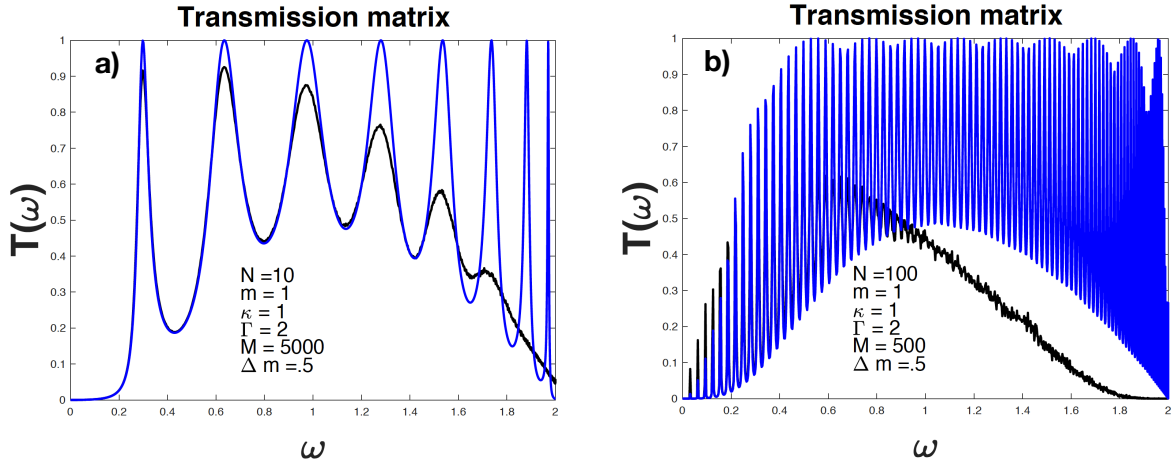 Transmission matrix
a)
T(ω)
1
0.9
0.8
0.7
0.6
0.5
0.4
0.3
0.2
0.1
0
N =10
m = 1
κ = 1
Γ = 2
M = 5000
Δ m =.5
0 0.2 0.4 0.6 0.8 1 1.2 1.4 1.6 1.8 2
ω
Transmission matrix
b)
T(ω)
1
0.9
0.8
0.7
0.6
0.5
0.4
0.3
0.2
0.1
0
N =100
m = 1
κ = 1
Γ = 2
M = 500
Δ m =.5
0 0.2 0.4 0.6 0.8 1 1.2 1.4 1.6 1.8 2
ω